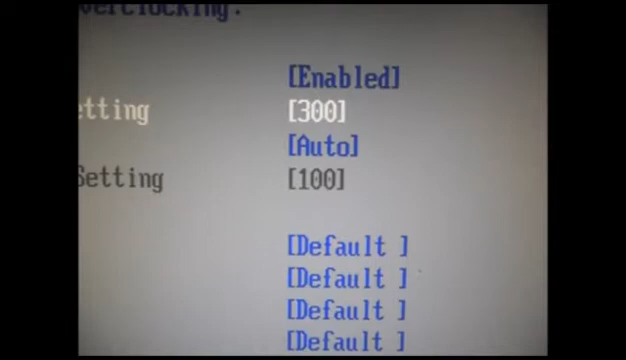 [Enabled]
etting [300]
[Auto]
Setting [100]
[Default ]
[Default ]
[Default ]
[Default ]